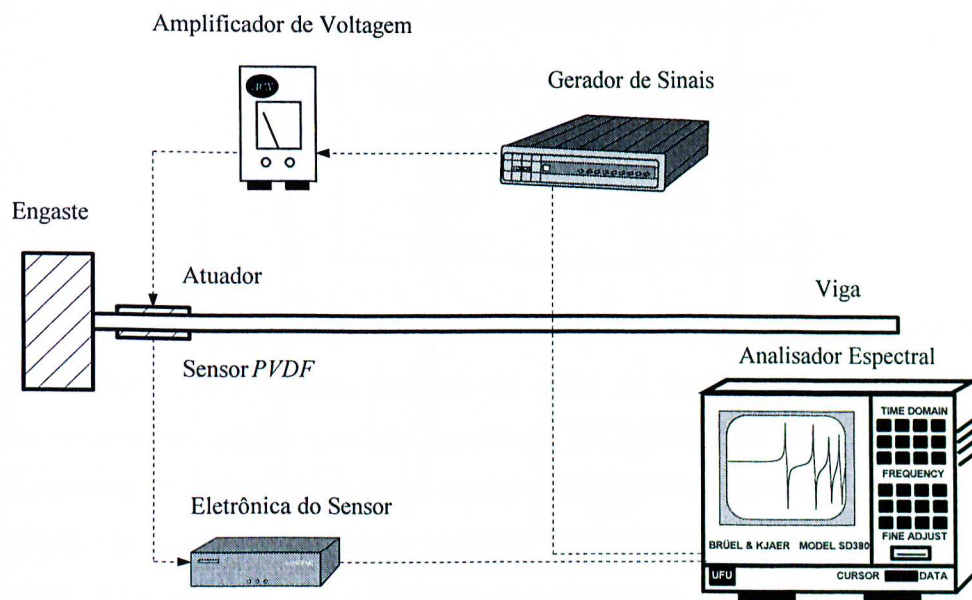 Amplificador de Voltagem
Gerador de Sinais
Engaste
Atuador
Viga
Sensor PVDF
Analisador Espectral
TIME DOMAIN
FREQUENCY
Eletrônica do Sensor
FINE ADJUST
BRÜEL & KJAER MODEL SD380
UFU
CURSOR DATA